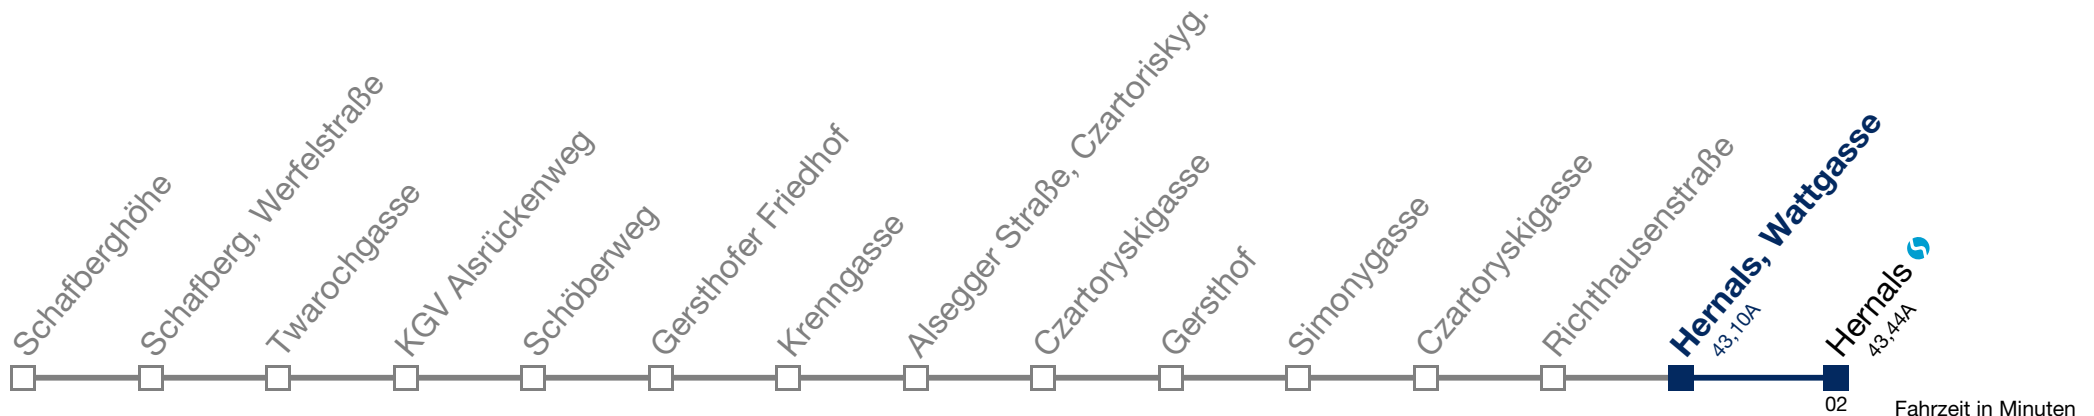 Schafberghöhe
Schafberg, Werfelstraße
Twarochgasse
KGV Alsrückenweg
Schöberweg
Gersthofer Friedhof
Krenngasse
Alsegger Straße, Czartoriskyg.
Czartoryskigasse
Gersthof
Simonygasse
Czartoryskigasse
Richthausenstraße
Hernals, Wattgasse
43,10A
Hernals
43,44A
02
Fahrzeit in Minuten